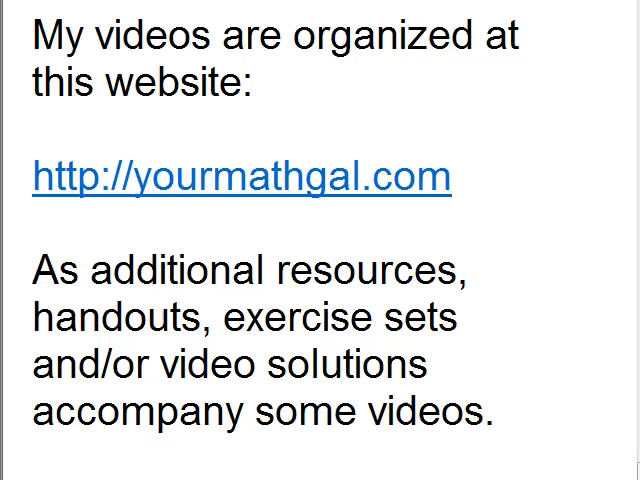 My videos are organized at
this website:
http://yourmathgal.com
As additional resources,
handouts, exercise sets
and/or video solutions
accompany some videos.